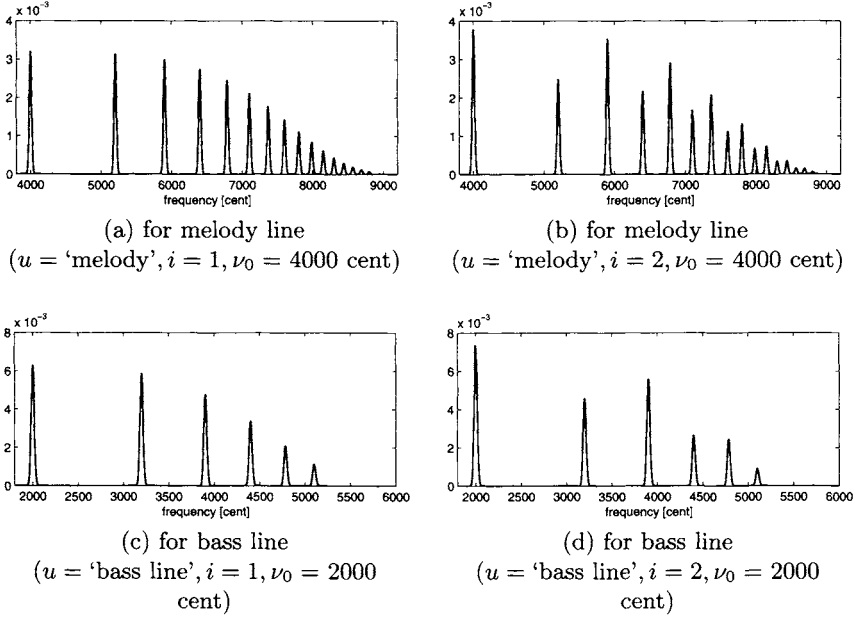 x 10⁻³
4
3
2
1
0
4000 5000 6000 7000 8000 9000
frequency [cent]
(a) for melody line
(u = ‘melody’, i = 1, ν₀ = 4000 cent)
x 10⁻³
4
3
2
1
0
4000 5000 6000 7000 8000 9000
frequency [cent]
(b) for melody line
(u = ‘melody’, i = 2, ν₀ = 4000 cent)
x 10⁻³
8
6
4
2
0
2000 2500 3000 3500 4000 4500 5000 5500 6000
frequency [cent]
(c) for bass line
(u = ‘bass line’, i = 1, ν₀ = 2000
cent)
x 10⁻³
8
6
4
2
0
2000 2500 3000 3500 4000 4500 5000 5500 6000
frequency [cent]
(d) for bass line
(u = ‘bass line’, i = 2, ν₀ = 2000
cent)